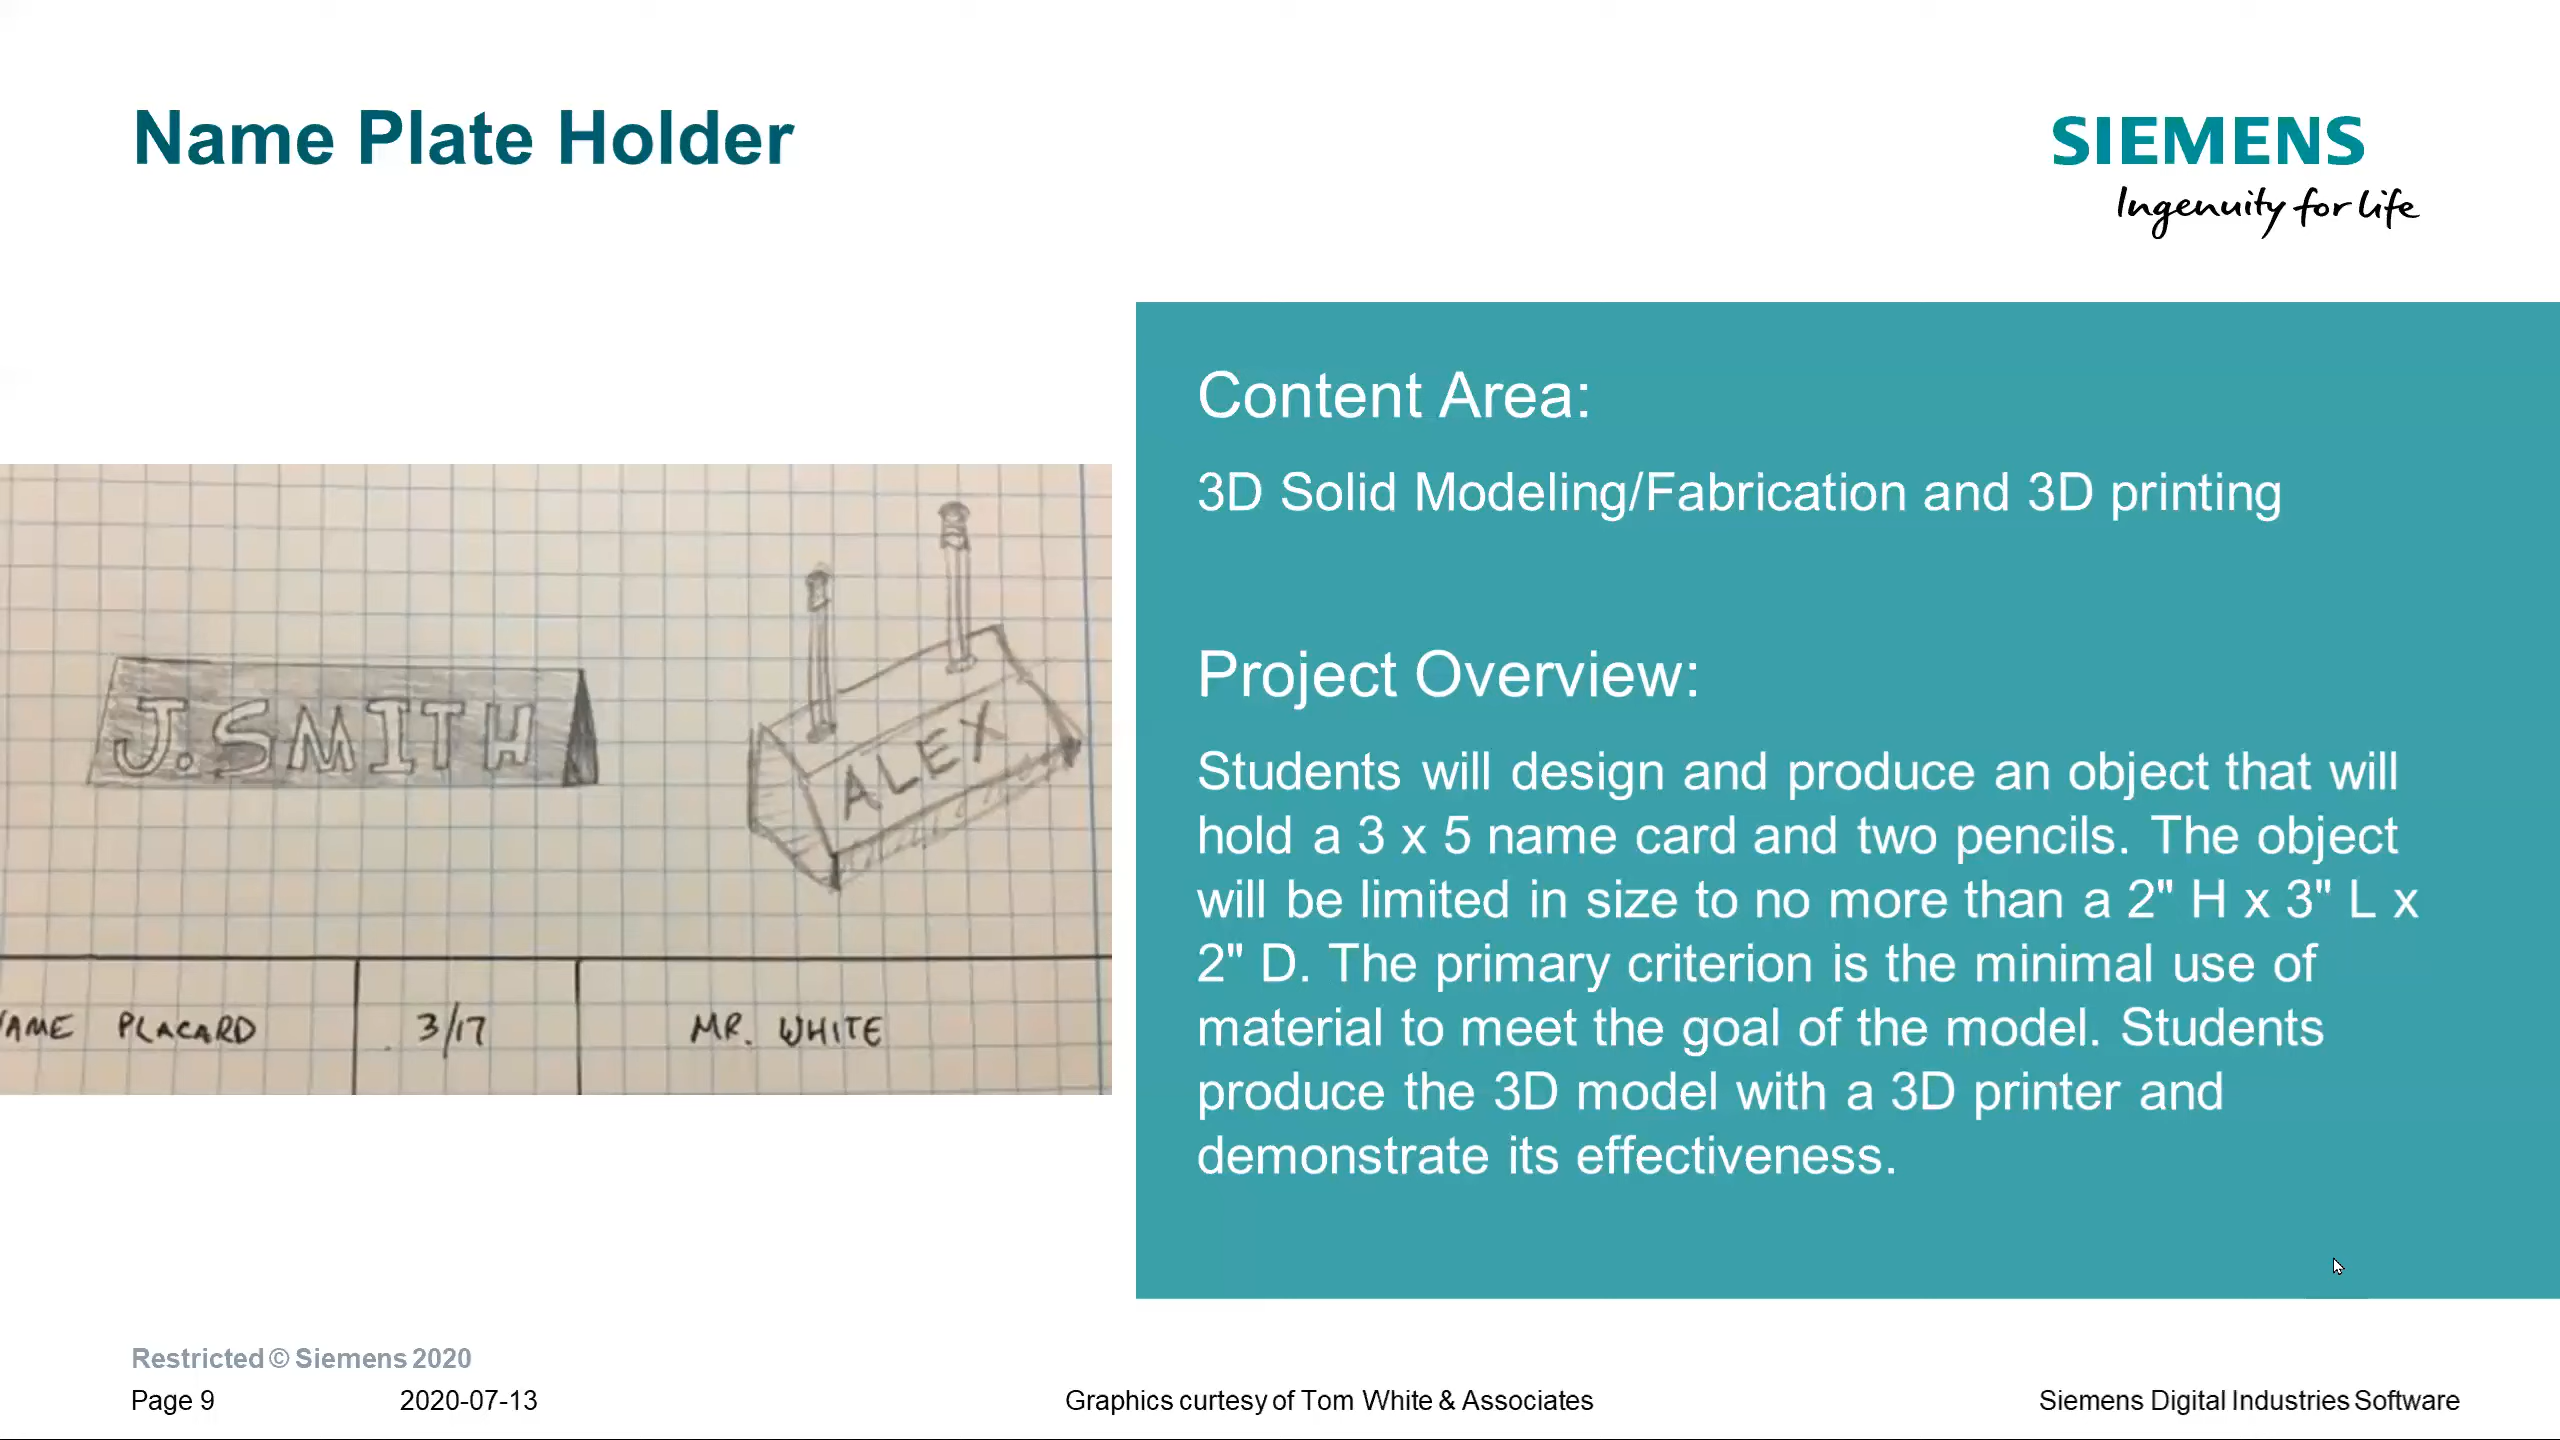 Name Plate Holder
SIEMENS
Ingenuity for life
J. SMITH
ALEX
PLACARD
3/17
MR. WHITE
Content Area:
3D Solid Modeling/Fabrication and 3D printing
Project Overview:
Students will design and produce an object that will
hold a 3 x 5 name card and two pencils. The object
will be limited in size to no more than a 2" H x 3" L x
2" D. The primary criterion is the minimal use of
material to meet the goal of the model. Students
produce the 3D model with a 3D printer and
demonstrate its effectiveness.
Restricted © Siemens 2020
Page 9 2020-07-13 Graphics curtesy of Tom White & Associates Siemens Digital Industries Software